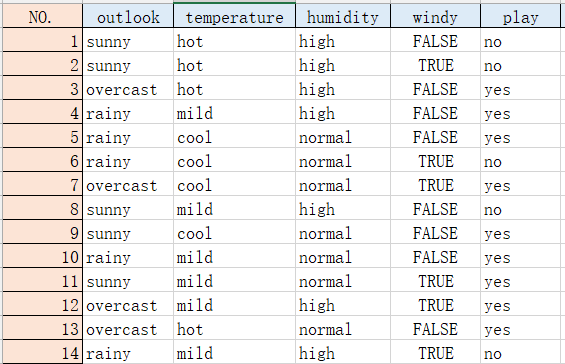 NO. outlook temperature humidity windy play
1 sunny hot high FALSE no
2 sunny hot high TRUE no
3 overcast hot high FALSE yes
4 rainy mild high FALSE yes
5 rainy cool normal FALSE yes
6 rainy cool normal TRUE no
7 overcast cool normal TRUE yes
8 sunny mild high FALSE no
9 sunny cool normal FALSE yes
10 rainy mild normal FALSE yes
11 sunny mild normal TRUE yes
12 overcast mild high TRUE yes
13 overcast hot normal FALSE yes
14 rainy mild high TRUE no